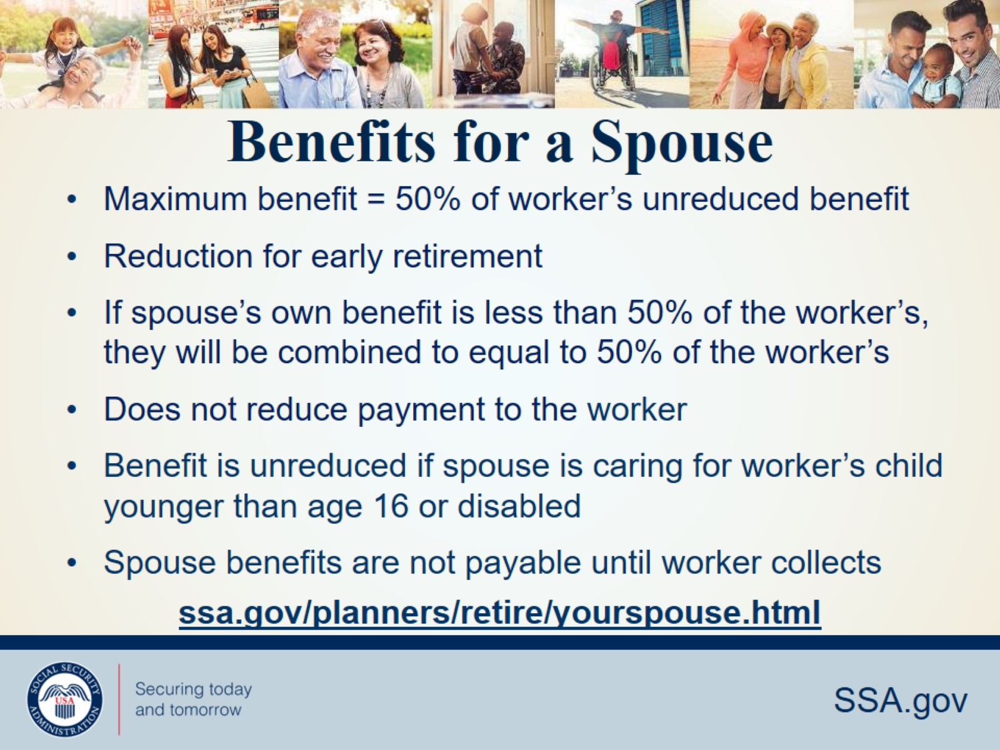 Benefits for a Spouse
• Maximum benefit = 50% of worker’s unreduced benefit
• Reduction for early retirement
• If spouse’s own benefit is less than 50% of the worker’s,
they will be combined to equal to 50% of the worker’s
• Does not reduce payment to the worker
• Benefit is unreduced if spouse is caring for worker’s child
younger than age 16 or disabled
• Spouse benefits are not payable until worker collects
ssa.gov/planners/retire/yourspouse.html
SOCIAL SECURITY
USA
ADMINISTRATION
Securing today
and tomorrow
SSA.gov